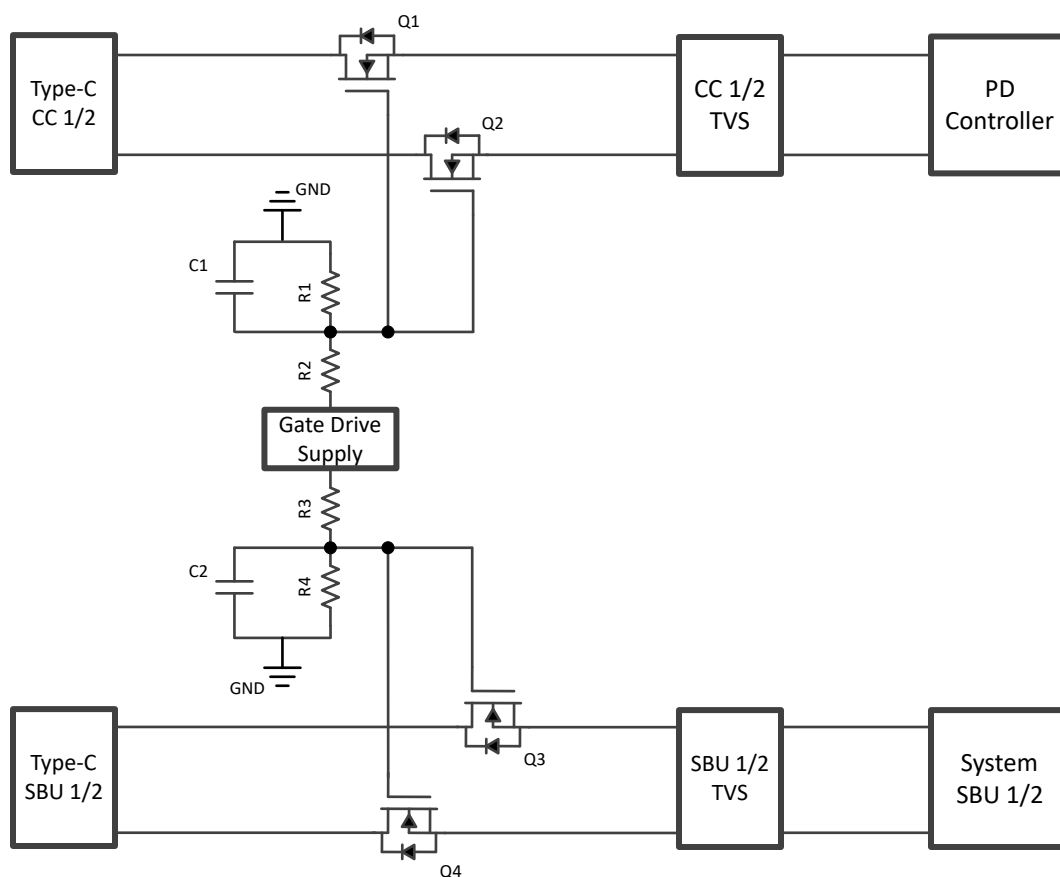 Q1
Type-C
CC 1/2
CC 1/2
TVS
PD
Controller
Q2
GND
C1
R1
R2
Gate Drive
Supply
R3
C2
R4
GND
Type-C
SBU 1/2
Q3
SBU 1/2
TVS
System
SBU 1/2
Q4